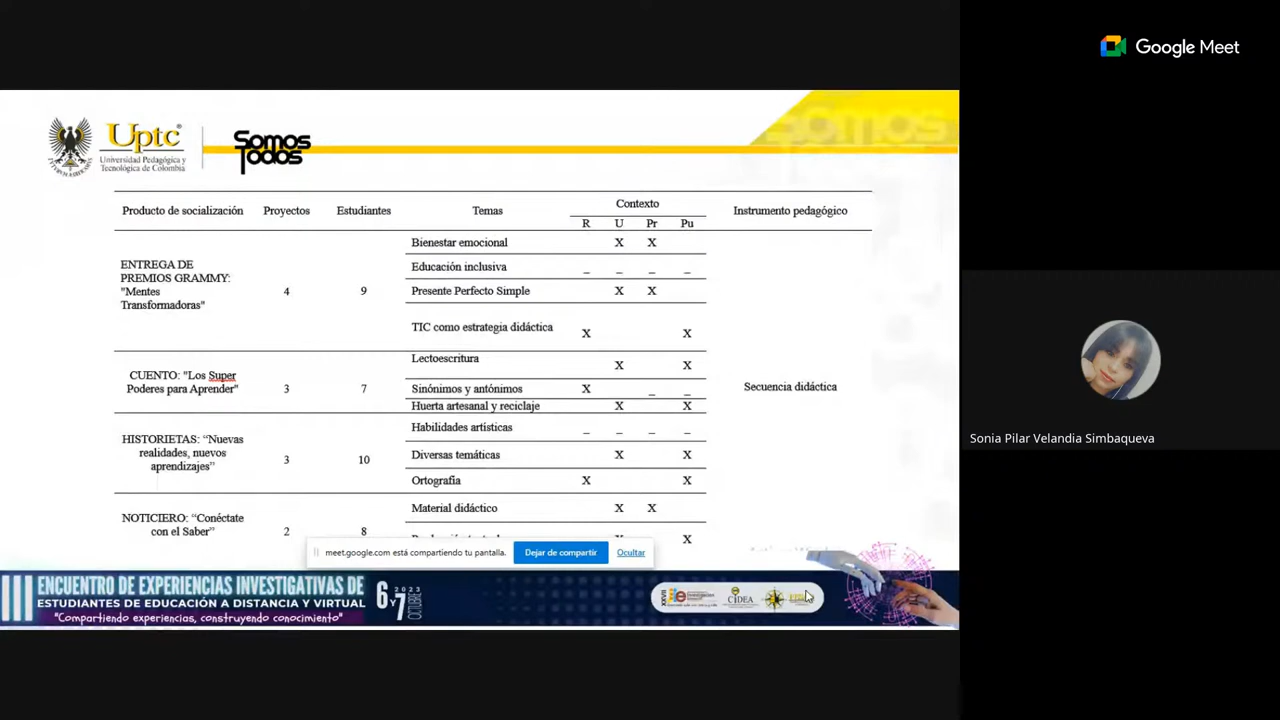 Google Meet
Uptc
Universidad Pedagógica y
Tecnológica de Colombia
Somos
Todos
Producto de socialización Proyectos Estudiantes Temas Contexto Instrumento pedagógico
R U Pr Pu
ENTREGA DE
PREMIOS GRAMMY:
"Mentes
Transformadoras"
4 9
Bienestar emocional X X
Educación inclusiva _ _ _ _
Presente Perfecto Simple X X
TIC como estrategia didáctica X X
CUENTO: "Los Super
Poderes para Aprender"
3 7
Lectoescritura X X
Sinónimos y antónimos X _ _
Huerta artesanal y reciclaje X X
Secuencia didáctica
HISTORIETAS: “Nuevas
realidades, nuevos
aprendizajes”
3 10
Habilidades artísticas _ _ _ _
Diversas temáticas X X
Ortografía X X
NOTICIERO: “Conéctate
con el Saber”
2 8
Material didáctico X X
X
meet.google.com está compartiendo tu pantalla. Dejar de compartir Ocultar
III ENCUENTRO DE EXPERIENCIAS INVESTIGATIVAS DE
ESTUDIANTES DE EDUCACIÓN A DISTANCIA Y VIRTUAL
"Compartiendo experiencias, construyendo conocimiento"
6 Y 7 2023
OCTUBRE
CIDEA
Sonia Pilar Velandia Simbaqueva